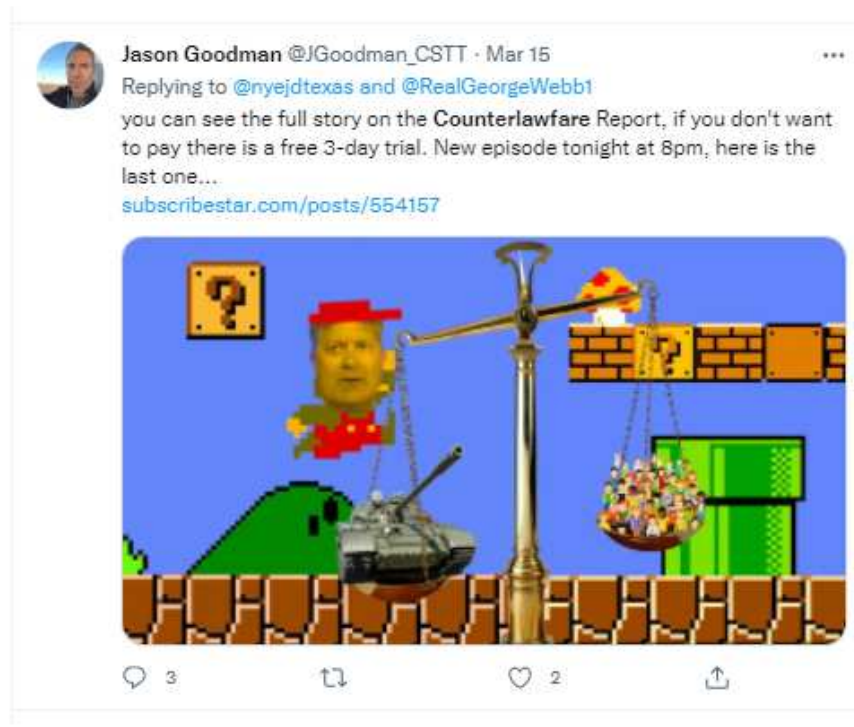 Jason Goodman @JGoodman_CSTT · Mar 15
Replying to @nyejdtexas and @RealGeorgeWebb1
you can see the full story on the Counterlawfare Report, if you don't want
to pay there is a free 3-day trial. New episode tonight at 8pm, here is the
last one...
subscribestar.com/posts/554157
? ?
3 2